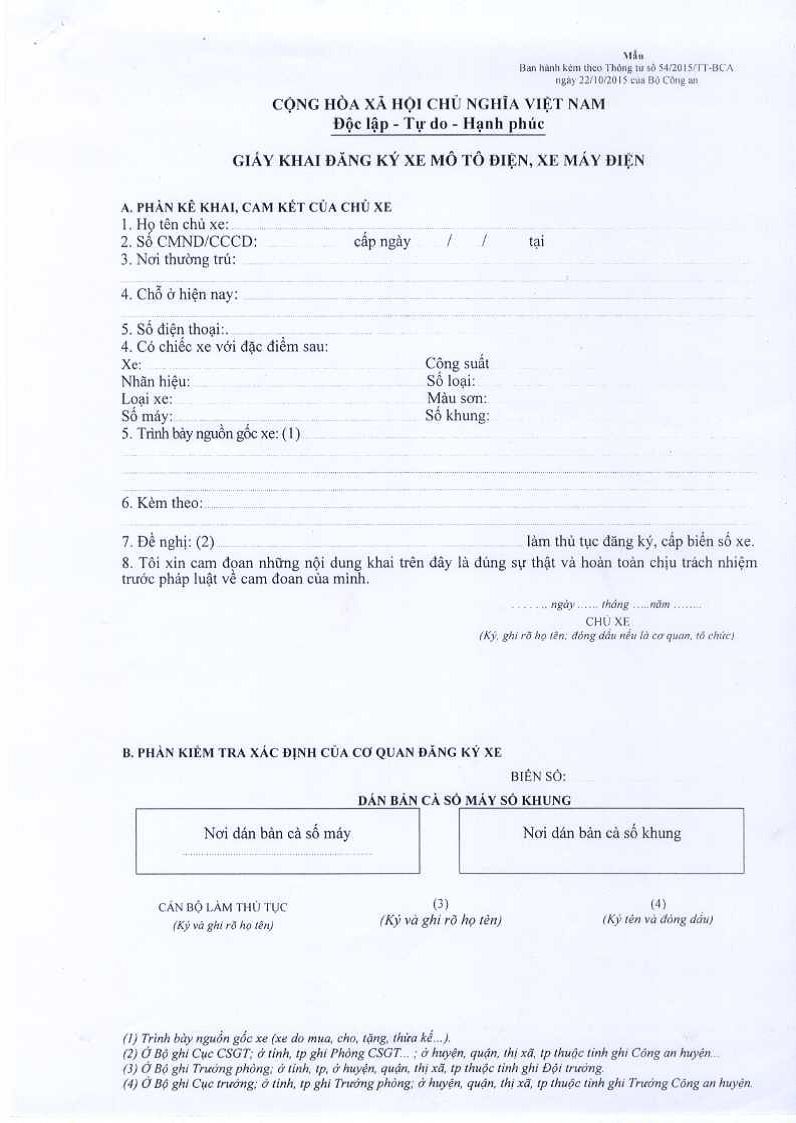 Mẫu
Ban hành kèm theo Thông tư số 54/2015/TT-BCA
ngày 22/10/2015 của Bộ Công an
CỘNG HÒA XÃ HỘI CHỦ NGHĨA VIỆT NAM
Độc lập - Tự do - Hạnh phúc
GIẤY KHAI ĐĂNG KÝ XE MÔ TÔ ĐIỆN, XE MÁY ĐIỆN
A. PHẦN KÊ KHAI, CAM KẾT CỦA CHỦ XE
1. Họ tên chủ xe:
2. Số CMND/CCCD: cấp ngày / / tại
3. Nơi thường trú:
4. Chỗ ở hiện nay:
5. Số điện thoại:.
4. Có chiếc xe với đặc điểm sau:
Xe: Công suất
Nhãn hiệu: Số loại:
Loại xe: Màu sơn:
Số máy: Số khung:
5. Trình bày nguồn gốc xe: (1)
6. Kèm theo:
7. Đề nghị: (2) làm thủ tục đăng ký, cấp biển số xe.
8. Tôi xin cam đoan những nội dung khai trên đây là đúng sự thật và hoàn toàn chịu trách nhiệm
trước pháp luật về cam đoan của mình.
......., ngày ...... tháng .....năm ........
CHỦ XE
(Ký, ghi rõ họ tên; đóng dấu nếu là cơ quan, tổ chức)
B. PHẦN KIỂM TRA XÁC ĐỊNH CỦA CƠ QUAN ĐĂNG KÝ XE
BIỂN SỐ:
DÁN BẢN CÀ SỐ MÁY SỐ KHUNG
Nơi dán bản cà số máy Nơi dán bản cà số khung
CÁN BỘ LÀM THỦ TỤC (3) (4)
(Ký và ghi rõ họ tên) (Ký và ghi rõ họ tên) (Ký tên và đóng dấu)
(1) Trình bày nguồn gốc xe (xe do mua, cho, tặng, thừa kế...).
(2) Ở Bộ ghi Cục CSGT; ở tỉnh, tp ghi Phòng CSGT... ; ở huyện, quận, thị xã, tp thuộc tỉnh ghi Công an huyện...
(3) Ở Bộ ghi Trưởng phòng; ở tỉnh, tp, ở huyện, quận, thị xã, tp thuộc tỉnh ghi Đội trưởng.
(4) Ở Bộ ghi Cục trưởng; ở tỉnh, tp ghi Trưởng phòng; ở huyện, quận, thị xã, tp thuộc tỉnh ghi Trưởng Công an huyện.